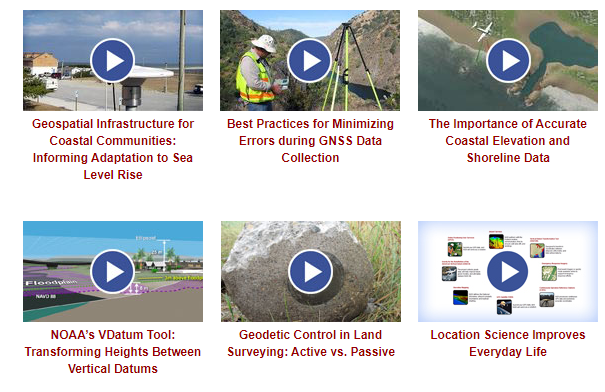 Geospatial Infrastructure for
Coastal Communities:
Informing Adaptation to Sea
Level Rise
Best Practices for Minimizing
Errors during GNSS Data
Collection
The Importance of Accurate
Coastal Elevation and
Shoreline Data
Floodplain
NAVD 88
NOAA's VDatum Tool:
Transforming Heights Between
Vertical Datums
Geodetic Control in Land
Surveying: Active vs. Passive
Location Science Improves
Everyday Life